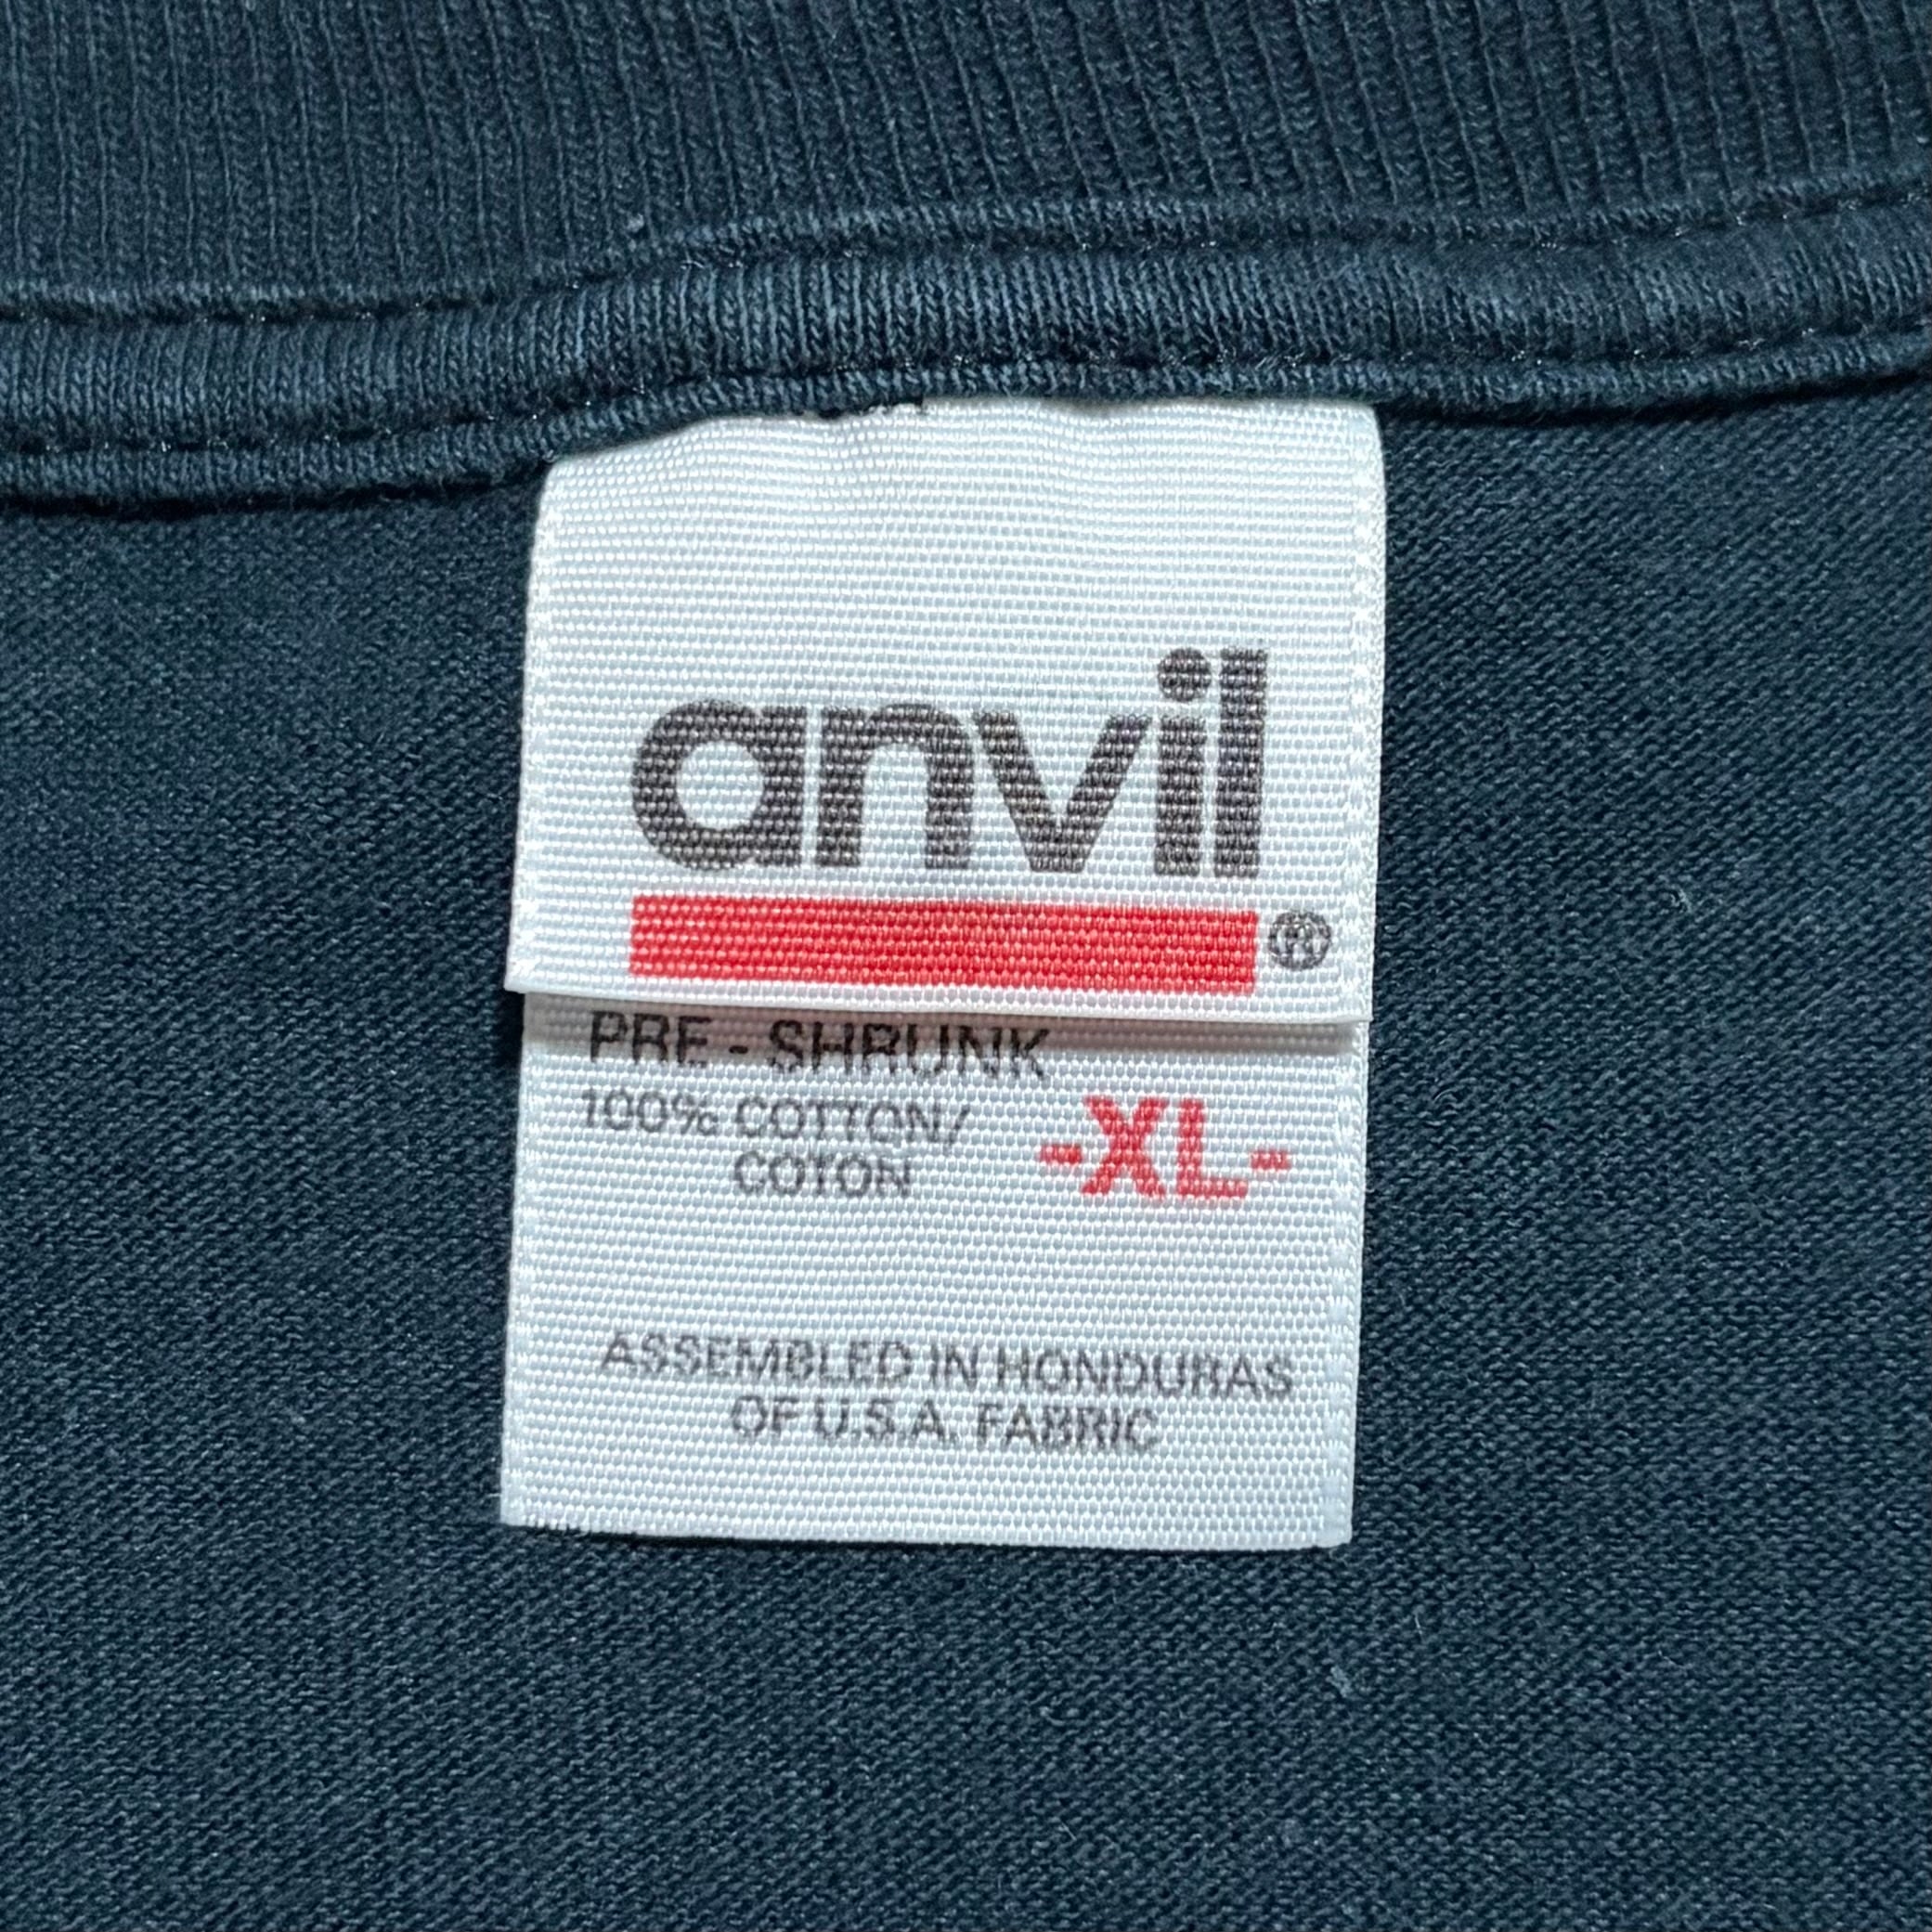 anvil
®
PRE - SHRUNK
100% COTTON/
COTON
-XL-
ASSEMBLED IN HONDURAS
OF U.S.A. FABRIC